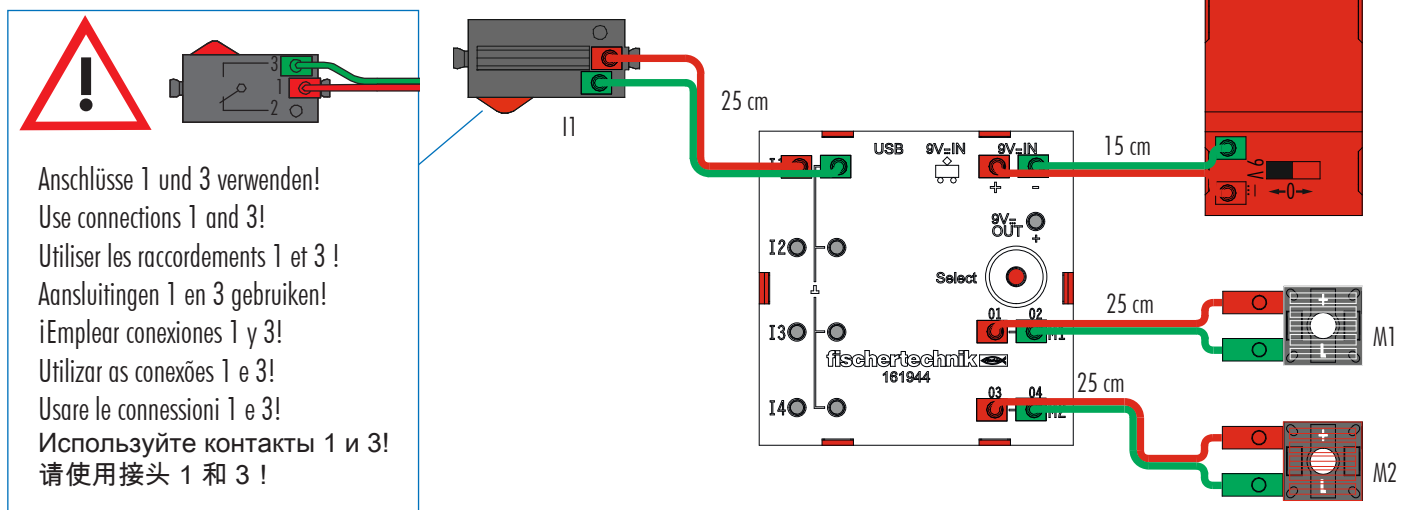 3
1
2
Anschlüsse 1 und 3 verwenden!
Use connections 1 and 3!
Utiliser les raccordements 1 et 3 !
Aansluitingen 1 en 3 gebruiken!
¡Emplear conexiones 1 y 3!
Utilizar as conexões 1 e 3!
Usare le connessioni 1 e 3!
Используйте контакты 1 и 3!
请使用接头 1 和 3！
I1
25 cm
I1
USB 9V=IN 9V=IN
+ -
15 cm
9 V
←0→
I2
9V= OUT +
Select
I3
O1 O2
M1
25 cm
M1
fischertechnik
161944
I4
O3 O4
M2
25 cm
M2